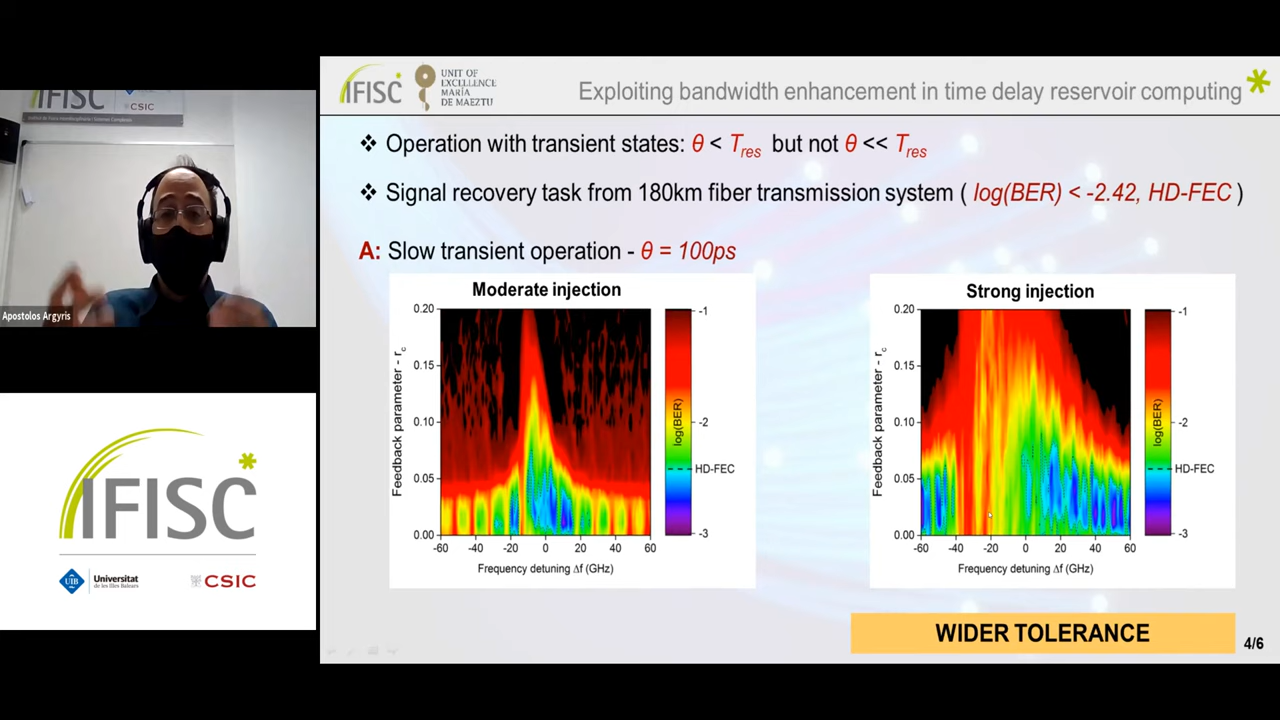 IFISC
CSIC
Apostolos Argyris
IFISC
Universitat
de les Illes Balears
UIB
CSIC
IFISC
UNIT OF
EXCELLENCE
MARÍA
DE MAEZTU
Exploiting bandwidth enhancement in time delay reservoir computing
❖ Operation with transient states: θ < Tres but not θ << Tres
❖ Signal recovery task from 180km fiber transmission system ( log(BER) < -2.42, HD-FEC )
A: Slow transient operation - θ = 100ps
Moderate injection
Feedback parameter - rc
0.20
0.15
0.10
0.05
0.00
-60 -40 -20 0 20 40 60
Frequency detuning Δf (GHz)
-1
-2
HD-FEC
-3
log(BER)
Strong injection
Feedback parameter - rc
0.20
0.15
0.10
0.05
0.00
-60 -40 -20 0 20 40 60
Frequency detuning Δf (GHz)
-1
-2
HD-FEC
-3
log(BER)
WIDER TOLERANCE
4/6